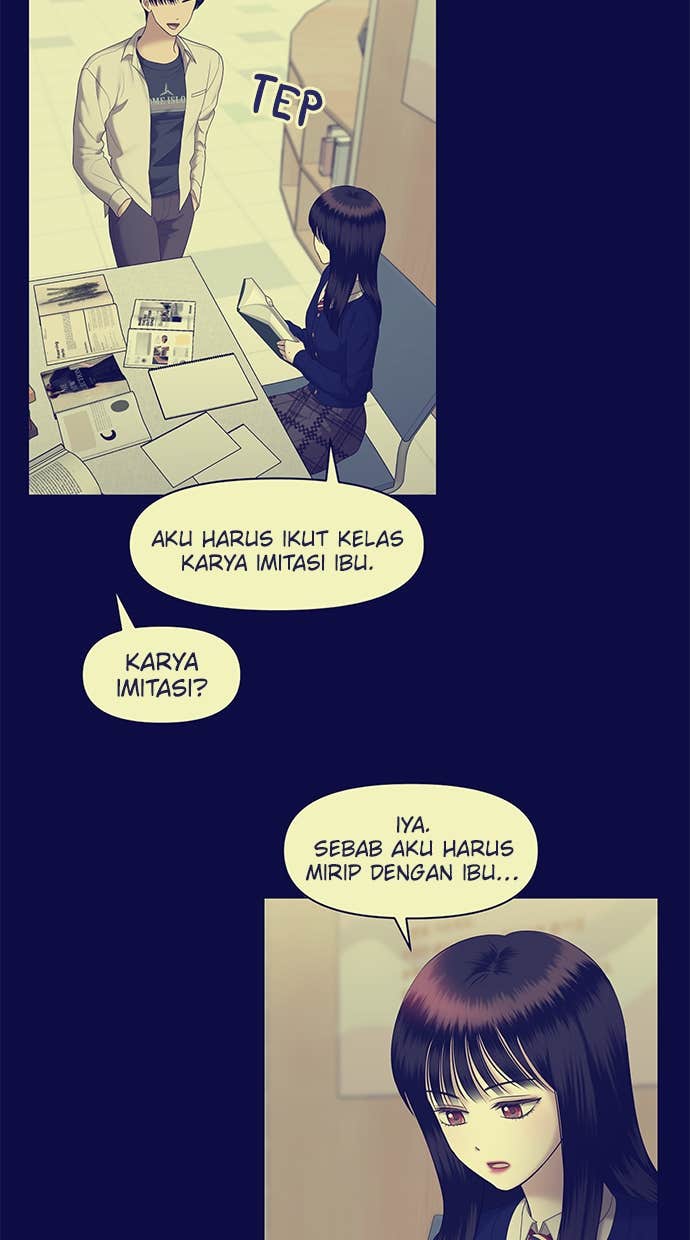 TEP
AKU HARUS IKUT KELAS
KARYA IMITASI IBU.
KARYA
IMITASI?
IYA.
SEBAB AKU HARUS
MIRIP DENGAN IBU...